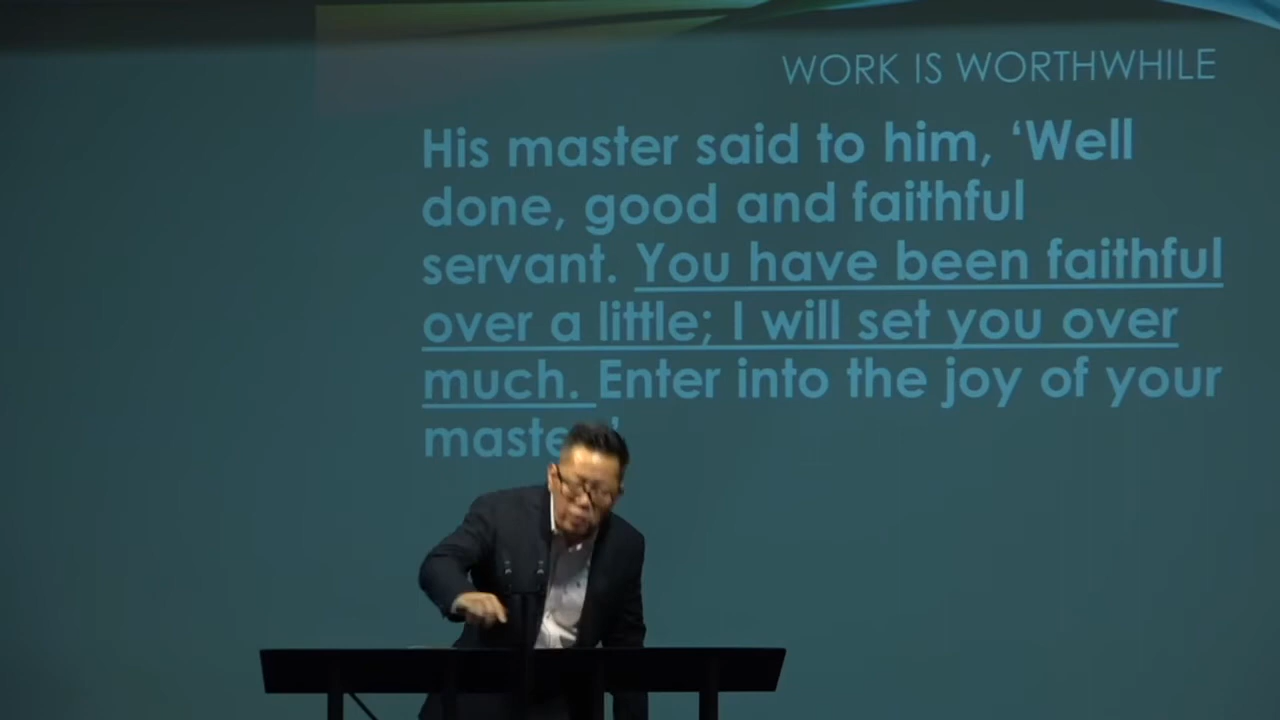 WORK IS WORTHWHILE
His master said to him, ‘Well
done, good and faithful
servant. You have been faithful
over a little; I will set you over
much. Enter into the joy of your